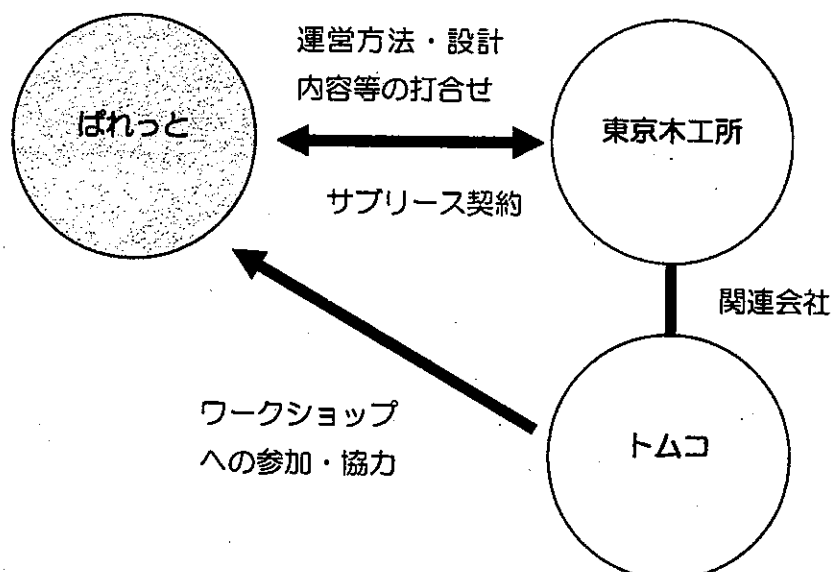 運営方法・設計
内容等の打合せ
ぱれっと
東京木工所
サブリース契約
関連会社
ワークショップ
への参加・協力
トムコ